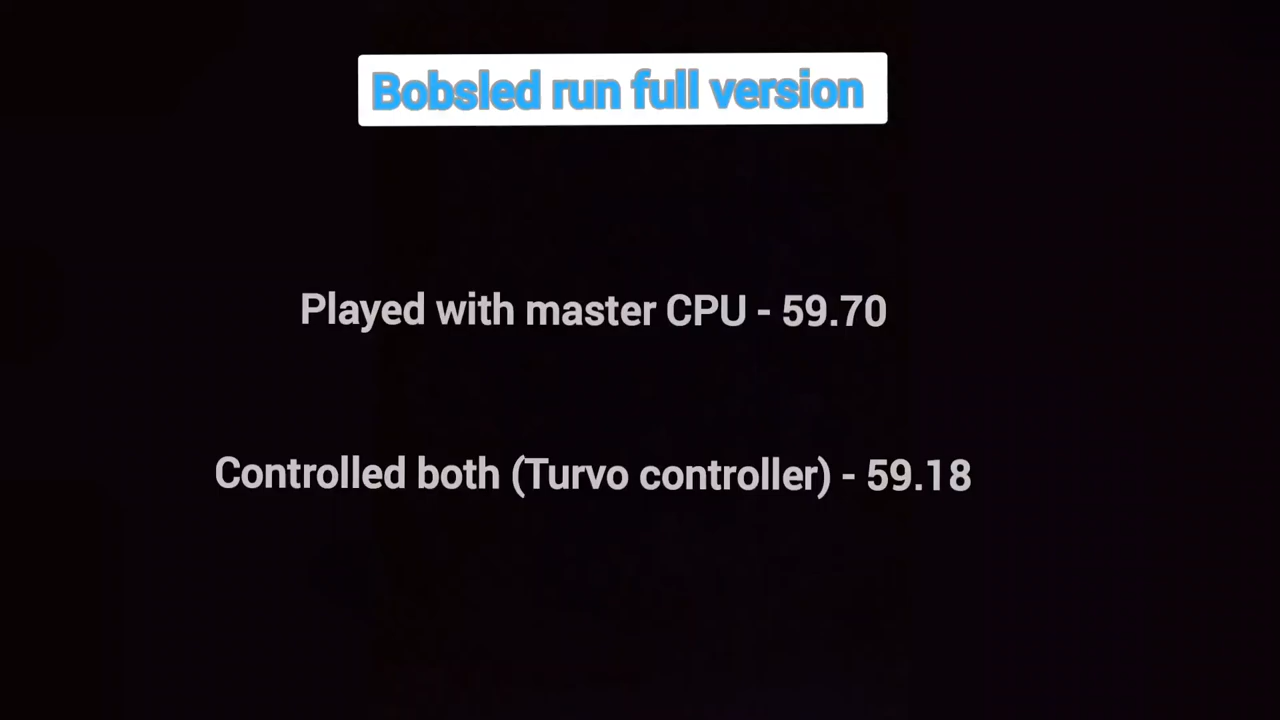 Bobsled run full version
Played with master CPU - 59.70
Controlled both (Turvo controller) - 59.18